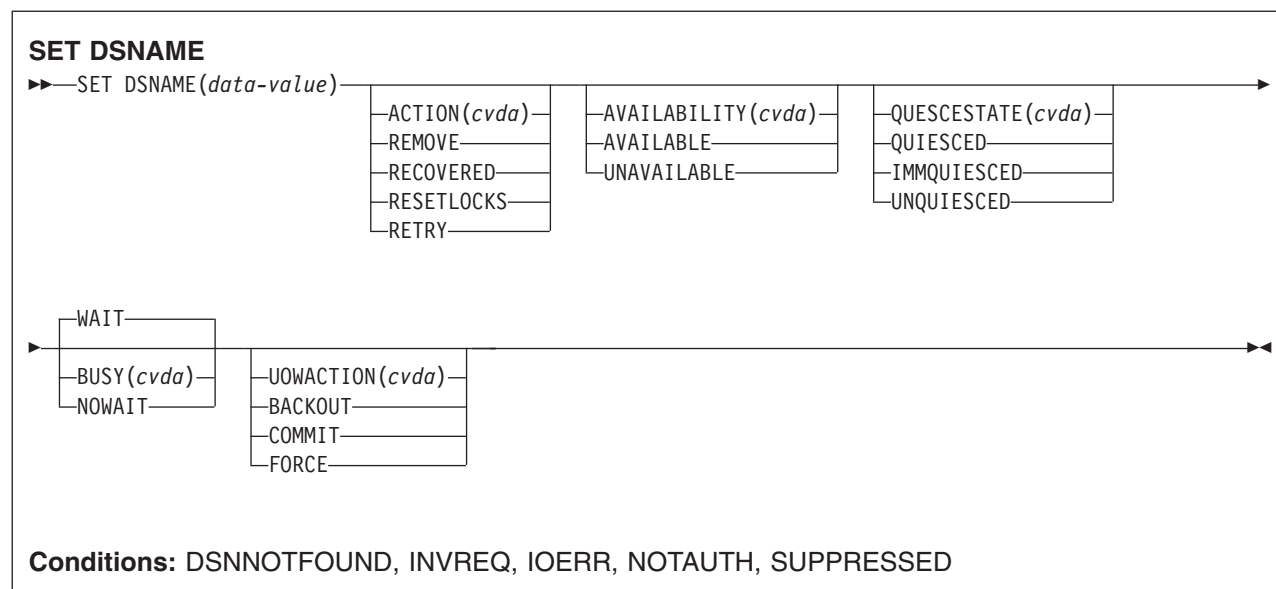 SET DSNAME
SET DSNAME(data-value)
ACTION(cvda) AVAILABILITY(cvda) QUESCESTATE(cvda)
REMOVE AVAILABLE QUIESCED
RECOVERED UNAVAILABLE IMMQUIESCED
RESETLOCKS UNQUIESCED
RETRY
WAIT
BUSY(cvda) UOWACTION(cvda)
NOWAIT BACKOUT
COMMIT
FORCE
Conditions: DSNNOTFOUND, INVREQ, IOERR, NOTAUTH, SUPPRESSED